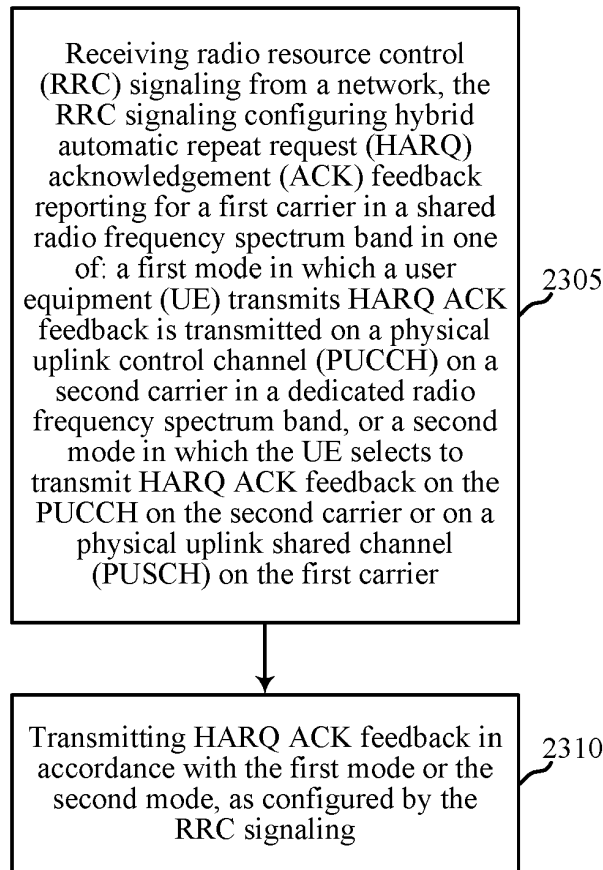 Receiving radio resource control
(RRC) signaling from a network, the
RRC signaling configuring hybrid
automatic repeat request (HARQ)
acknowledgement (ACK) feedback
reporting for a first carrier in a shared
radio frequency spectrum band in one
of: a first mode in which a user
equipment (UE) transmits HARQ ACK
feedback is transmitted on a physical
uplink control channel (PUCCH) on a
second carrier in a dedicated radio
frequency spectrum band, or a second
mode in which the UE selects to
transmit HARQ ACK feedback on the
PUCCH on the second carrier or on a
physical uplink shared channel
(PUSCH) on the first carrier
2305
Transmitting HARQ ACK feedback in
accordance with the first mode or the
second mode, as configured by the
RRC signaling
2310